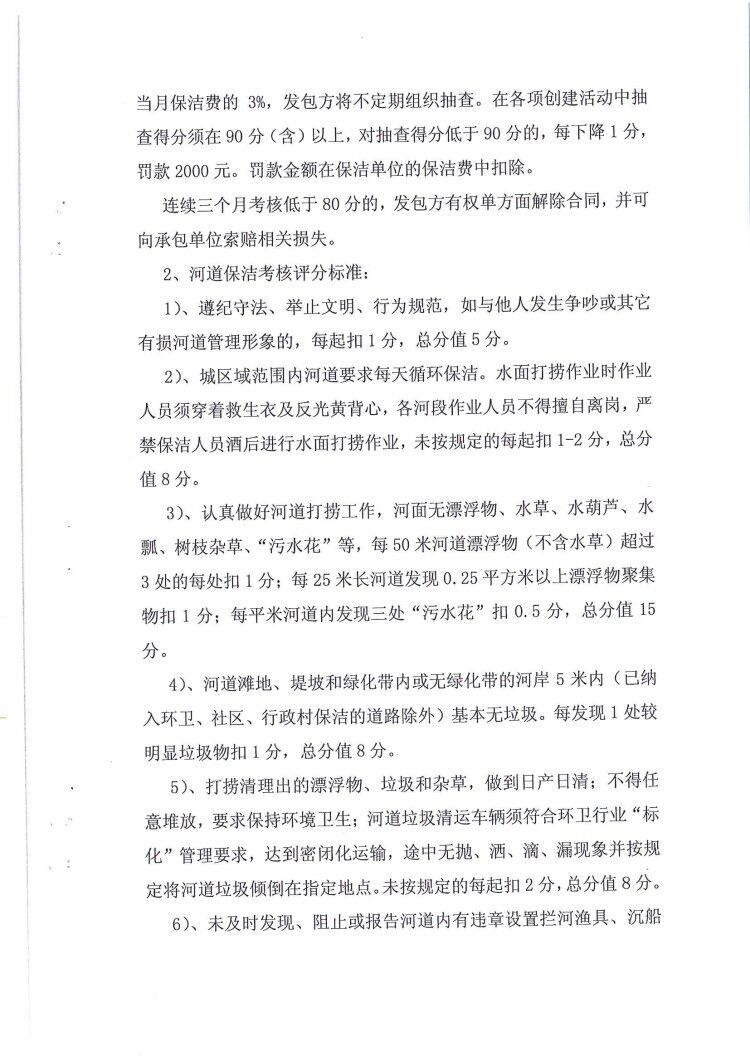 当月保洁费的 3%，发包方将不定期组织抽查。在各项创建活动中抽
查得分须在 90 分（含）以上，对抽查得分低于 90 分的，每下降 1 分，
罚款 2000 元。罚款金额在保洁单位的保洁费中扣除。
连续三个月考核低于 80 分的，发包方有权单方面解除合同，并可
向承包单位索赔相关损失。
2、河道保洁考核评分标准：
1）、遵纪守法、举止文明、行为规范，如与他人发生争吵或其它
有损河道管理形象的，每起扣 1 分，总分值 5 分。
2）、城区域范围内河道要求每天循环保洁。水面打捞作业时作业
人员须穿着救生衣及反光黄背心，各河段作业人员不得擅自离岗，严
禁保洁人员酒后进行水面打捞作业，未按规定的每起扣 1-2 分，总分
值 8 分。
3）、认真做好河道打捞工作，河面无漂浮物、水草、水葫芦、水
瓢、树枝杂草、“污水花”等，每 50 米河道漂浮物（不含水草）超过
3 处的每处扣 1 分；每 25 米长河道发现 0.25 平方米以上漂浮物聚集
物扣 1 分；每平米河道内发现三处“污水花”扣 0.5 分，总分值 15
分。
4）、河道滩地、堤坡和绿化带内或无绿化带的河岸 5 米内（已纳
入环卫、社区、行政村保洁的道路除外）基本无垃圾。每发现 1 处较
明显垃圾物扣 1 分，总分值 8 分。
5）、打捞清理出的漂浮物、垃圾和杂草，做到日产日清；不得任
意堆放，要求保持环境卫生；河道垃圾清运车辆须符合环卫行业“标
化”管理要求，达到密闭化运输，途中无抛、洒、滴、漏现象并按规
定将河道垃圾倾倒在指定地点。未按规定的每起扣 2 分，总分值 8 分。
6）、未及时发现、阻止或报告河道内有违章设置拦河渔具、沉船